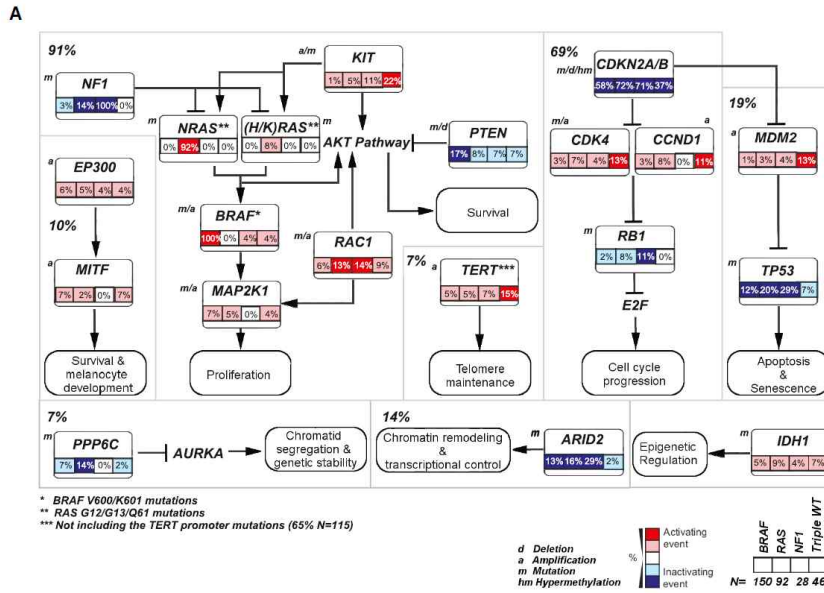 A
91%
a/m KIT
1% 5% 11% 22%
69%
m/d/hm CDKN2A/B
58% 72% 71% 37%
m NF1
3% 14% 100% 0%
19%
m NRAS**
0% 92% 0% 0%
(H/K)RAS** m
0% 8% 0% 0%
AKT Pathway
m/d PTEN
17% 8% 7% 7%
m/a CDK4
3% 7% 4% 13%
CCND1 a
3% 8% 0% 11%
a MDM2
1% 3% 4% 13%
a EP300
6% 5% 4% 4%
Survival
10%
m/a BRAF*
100% 0% 4% 4%
m/a RAC1
6% 13% 14% 9%
m RB1
2% 8% 11% 0%
7%
a MITF
7% 2% 0% 7%
m/a MAP2K1
7% 5% 0% 4%
a TERT***
5% 5% 7% 15%
E2F
m TP53
12% 20% 29% 7%
Survival &
melanocyte
development
Proliferation
Telomere
maintenance
Cell cycle
progression
Apoptosis
&
Senescence
7%
m PPP6C
7% 14% 0% 2%
AURKA
Chromatid
segregation &
genetic stability
14%
Chromatin remodeling
&
transcriptional control
m ARID2
13% 16% 29% 2%
Epigenetic
Regulation
m IDH1
5% 9% 4% 7%
* BRAF V600/K601 mutations
** RAS G12/G13/Q61 mutations
*** Not including the TERT promoter mutations (65% N=115)
d Deletion
a Amplification
m Mutation
hm Hypermethylation
%
Activating
event
Inactivating
event
BRAF
RAS
NF1
Triple WT
N= 150 92 28 46